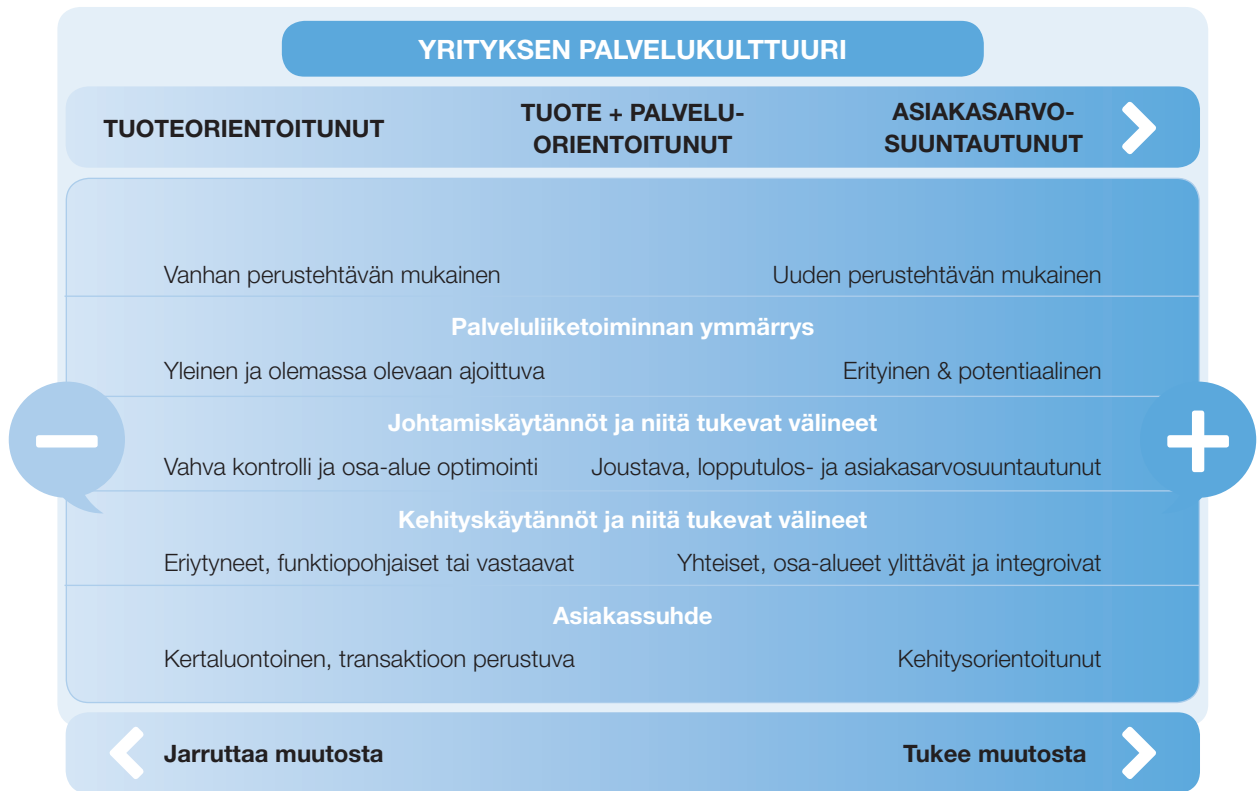 YRITYKSEN PALVELUKULTTUURI
TUOTEORIENTOITUNUT
TUOTE + PALVELU-
ORIENTOITUNUT
ASIAKASARVO-
SUUNTAUTUNUT
Vanhan perustehtävän mukainen
Uuden perustehtävän mukainen
Palveluliiketoiminnan ymmärrys
Yleinen ja olemassa olevaan ajoittuva
Erityinen & potentiaalinen
Johtamiskäytännöt ja niitä tukevat välineet
Vahva kontrolli ja osa-alue optimointi
Joustava, lopputulos- ja asiakasarvosuuntautunut
Kehityskäytännöt ja niitä tukevat välineet
Eriytyneet, funktiopohjaiset tai vastaavat
Yhteiset, osa-alueet ylittävät ja integroivat
Asiakassuhde
Kertaluontoinen, transaktioon perustuva
Kehitysorientoitunut
Jarruttaa muutosta
Tukee muutosta